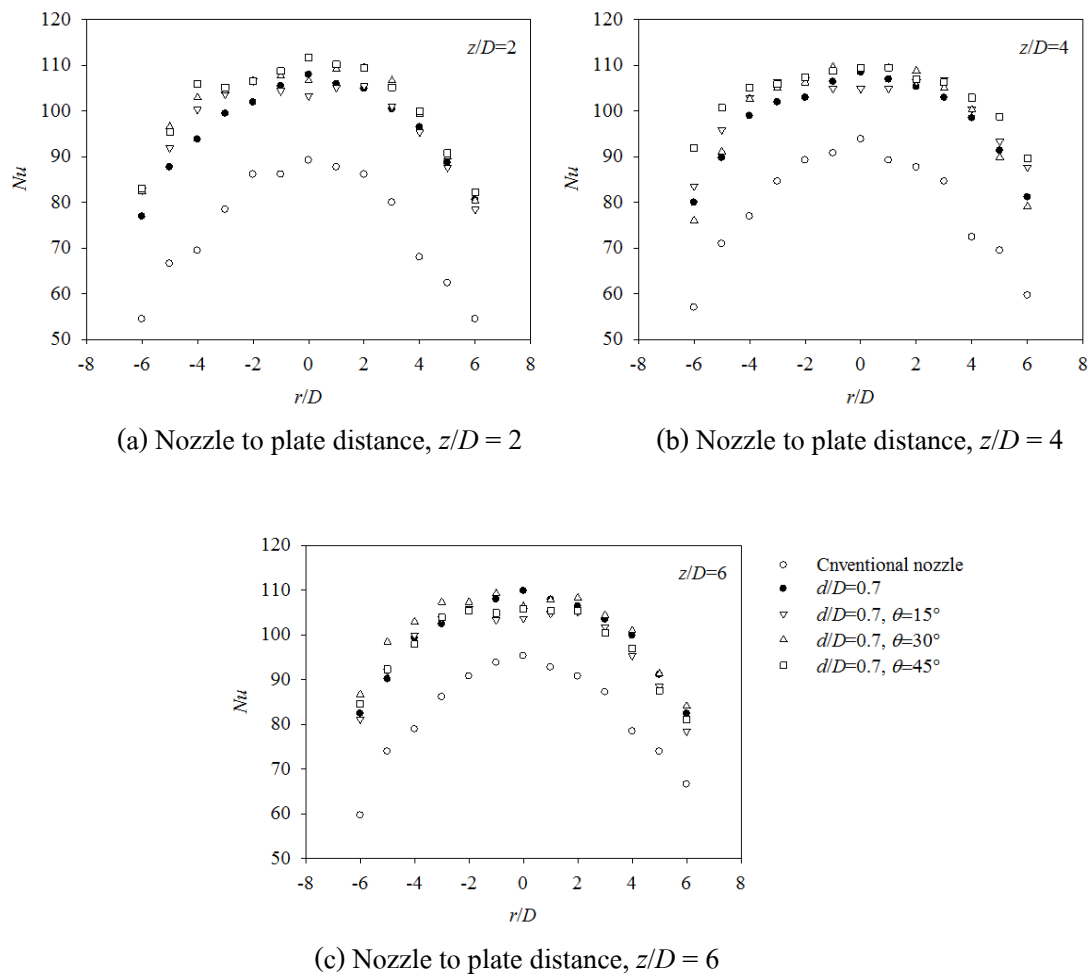 120
110
100
90
80
70
60
50
Nu
z/D=2
-8 -6 -4 -2 0 2 4 6 8
r/D
(a) Nozzle to plate distance, z/D = 2
120
110
100
90
80
70
60
50
Nu
z/D=4
-8 -6 -4 -2 0 2 4 6 8
r/D
(b) Nozzle to plate distance, z/D = 4
120
110
100
90
80
70
60
50
Nu
z/D=6
-8 -6 -4 -2 0 2 4 6 8
r/D
Cnventional nozzle
d/D=0.7
d/D=0.7, θ=15°
d/D=0.7, θ=30°
d/D=0.7, θ=45°
(c) Nozzle to plate distance, z/D = 6